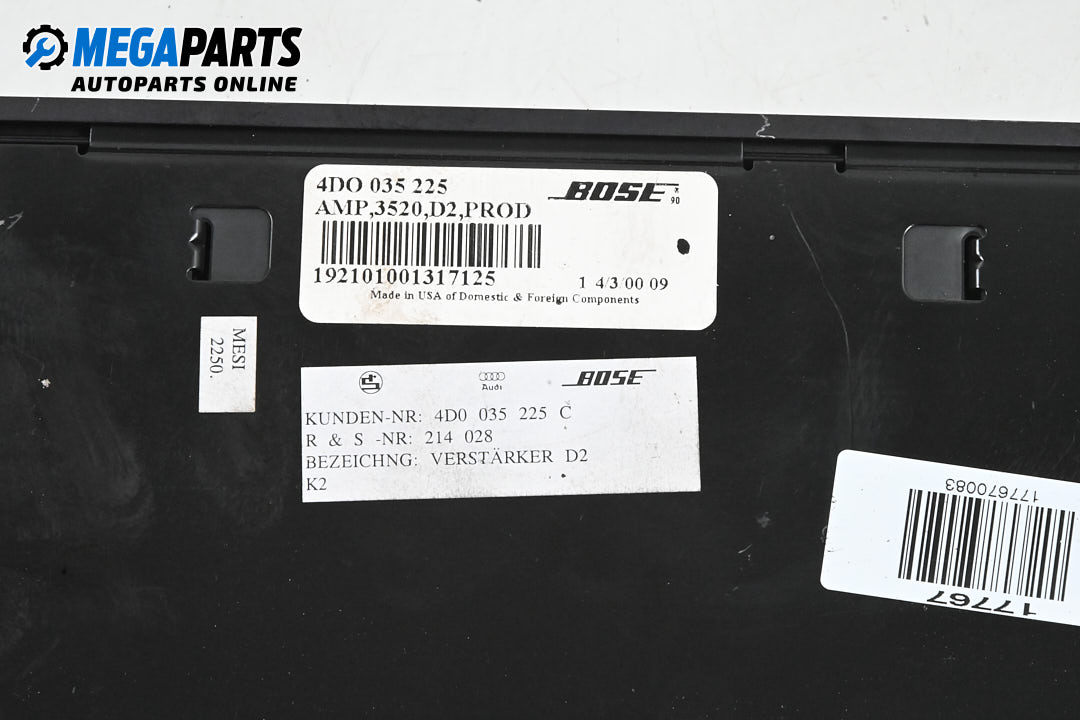 MEGAPARTS
AUTOPARTS ONLINE
4DO 035 225
BOSE
90
AMP,3520,D2,PROD
192101001317125
1 4/3/00 09
Made in USA of Domestic & Foreign Components
MESI
2250.
Audi
BOSE
KUNDEN-NR: 4D0 035 225 C
R & S -NR: 214 028
BEZEICHNG: VERSTÄRKER D2
K2
1777670083
17767